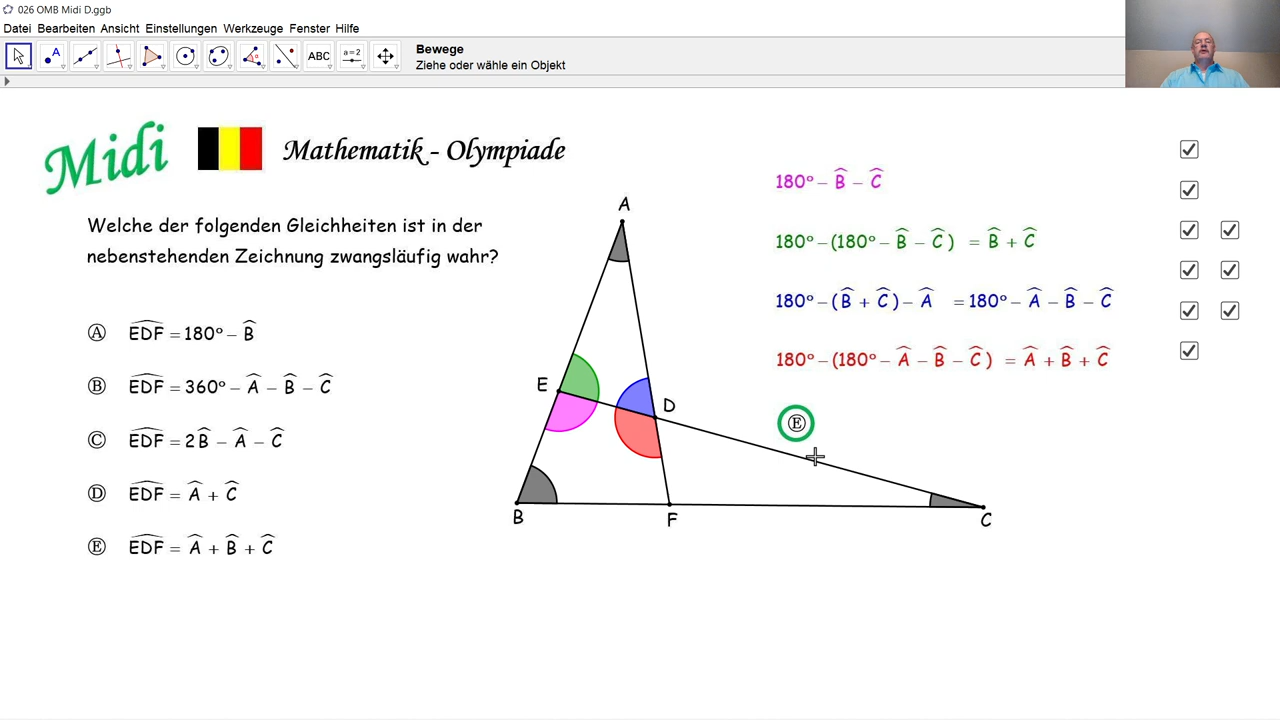 026 OMB Midi D.ggb
Datei Bearbeiten Ansicht Einstellungen Werkzeuge Fenster Hilfe
A
ABC
a=2
Bewege
Ziehe oder wähle ein Objekt
Midi
Mathematik - Olympiade
Welche der folgenden Gleichheiten ist in der
nebenstehenden Zeichnung zwangsläufig wahr?
Ⓐ EDF̂ = 180° – B̂
Ⓑ EDF̂ = 360° – Â – B̂ – Ĉ
Ⓒ EDF̂ = 2B̂ – Â – Ĉ
Ⓓ EDF̂ = Â + Ĉ
Ⓔ EDF̂ = Â + B̂ + Ĉ
A
E
D
B
F
C
180° – B̂ – Ĉ
180° – (180° – B̂ – Ĉ) = B̂ + Ĉ
180° – (B̂ + Ĉ) – Â = 180° – Â – B̂ – Ĉ
180° – (180° – Â – B̂ – Ĉ) = Â + B̂ + Ĉ
Ⓔ